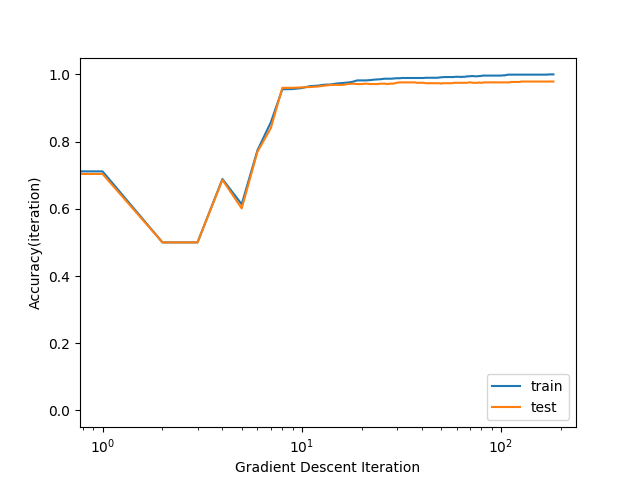 1.0
0.8
0.6
0.4
0.2
0.0
Accuracy(iteration)
10⁰
10¹
10²
Gradient Descent Iteration
train
test